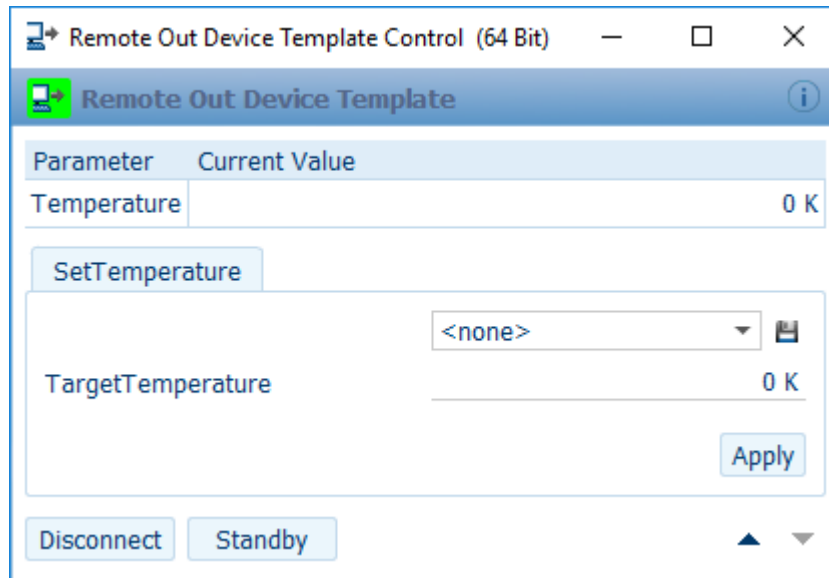 Remote Out Device Template Control (64 Bit)
Remote Out Device Template
Parameter Current Value
Temperature 0 K
SetTemperature
<none>
TargetTemperature 0 K
Apply
Disconnect Standby